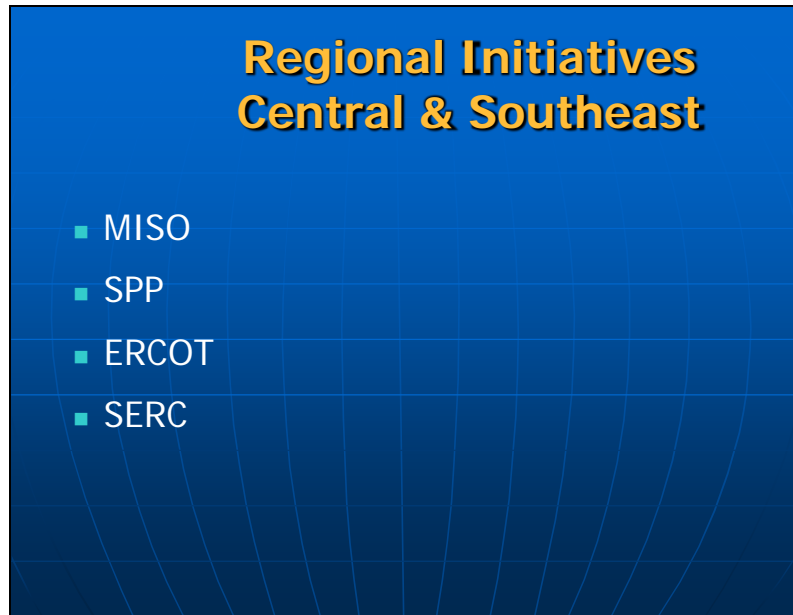 Regional Initiatives
Central & Southeast
MISO
SPP
ERCOT
SERC